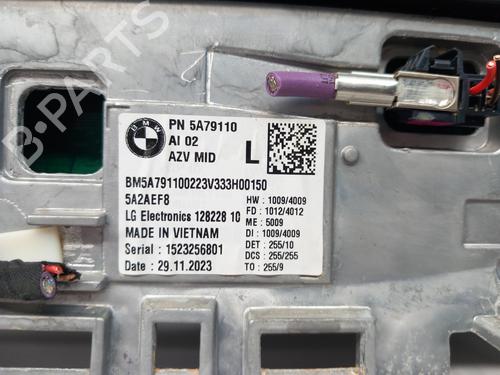 BMW
PN 5A79110
AI 02
AZV MID
L
BM5A791100223V333H00150
5A2AEF8
LG Electronics 128228 10
MADE IN VIETNAM
Serial : 1523256801
Date : 29.11.2023
HW : 1009/4009
FD : 1012/4012
ME : 5009
DI : 1009/4009
DET : 255/10
DCS : 255/255
TO : 255/9